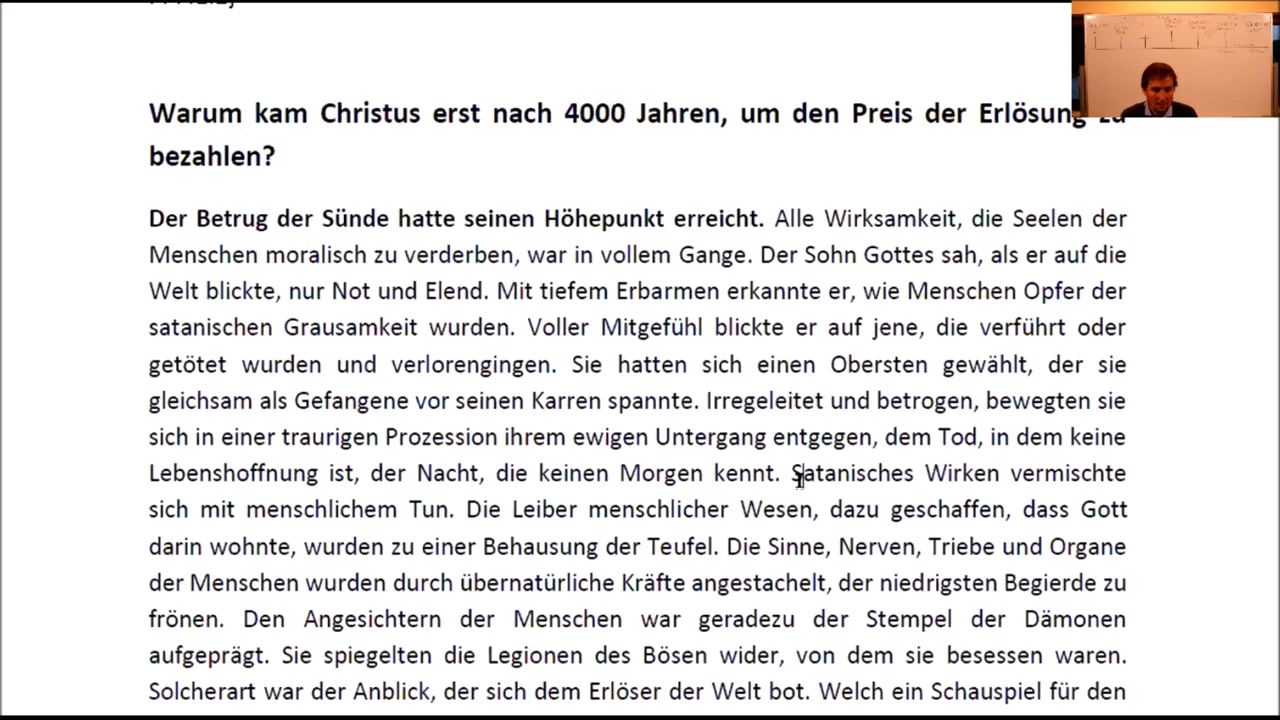 Warum kam Christus erst nach 4000 Jahren, um den Preis der Erlösung zu
bezahlen?
Der Betrug der Sünde hatte seinen Höhepunkt erreicht. Alle Wirksamkeit, die Seelen der
Menschen moralisch zu verderben, war in vollem Gange. Der Sohn Gottes sah, als er auf die
Welt blickte, nur Not und Elend. Mit tiefem Erbarmen erkannte er, wie Menschen Opfer der
satanischen Grausamkeit wurden. Voller Mitgefühl blickte er auf jene, die verführt oder
getötet wurden und verlorengingen. Sie hatten sich einen Obersten gewählt, der sie
gleichsam als Gefangene vor seinen Karren spannte. Irregeleitet und betrogen, bewegten sie
sich in einer traurigen Prozession ihrem ewigen Untergang entgegen, dem Tod, in dem keine
Lebenshoffnung ist, der Nacht, die keinen Morgen kennt. Satanisches Wirken vermischte
sich mit menschlichem Tun. Die Leiber menschlicher Wesen, dazu geschaffen, dass Gott
darin wohnte, wurden zu einer Behausung der Teufel. Die Sinne, Nerven, Triebe und Organe
der Menschen wurden durch übernatürliche Kräfte angestachelt, der niedrigsten Begierde zu
frönen. Den Angesichtern der Menschen war geradezu der Stempel der Dämonen
aufgeprägt. Sie spiegelten die Legionen des Bösen wider, von dem sie besessen waren.
Solcherart war der Anblick, der sich dem Erlöser der Welt bot. Welch ein Schauspiel für den